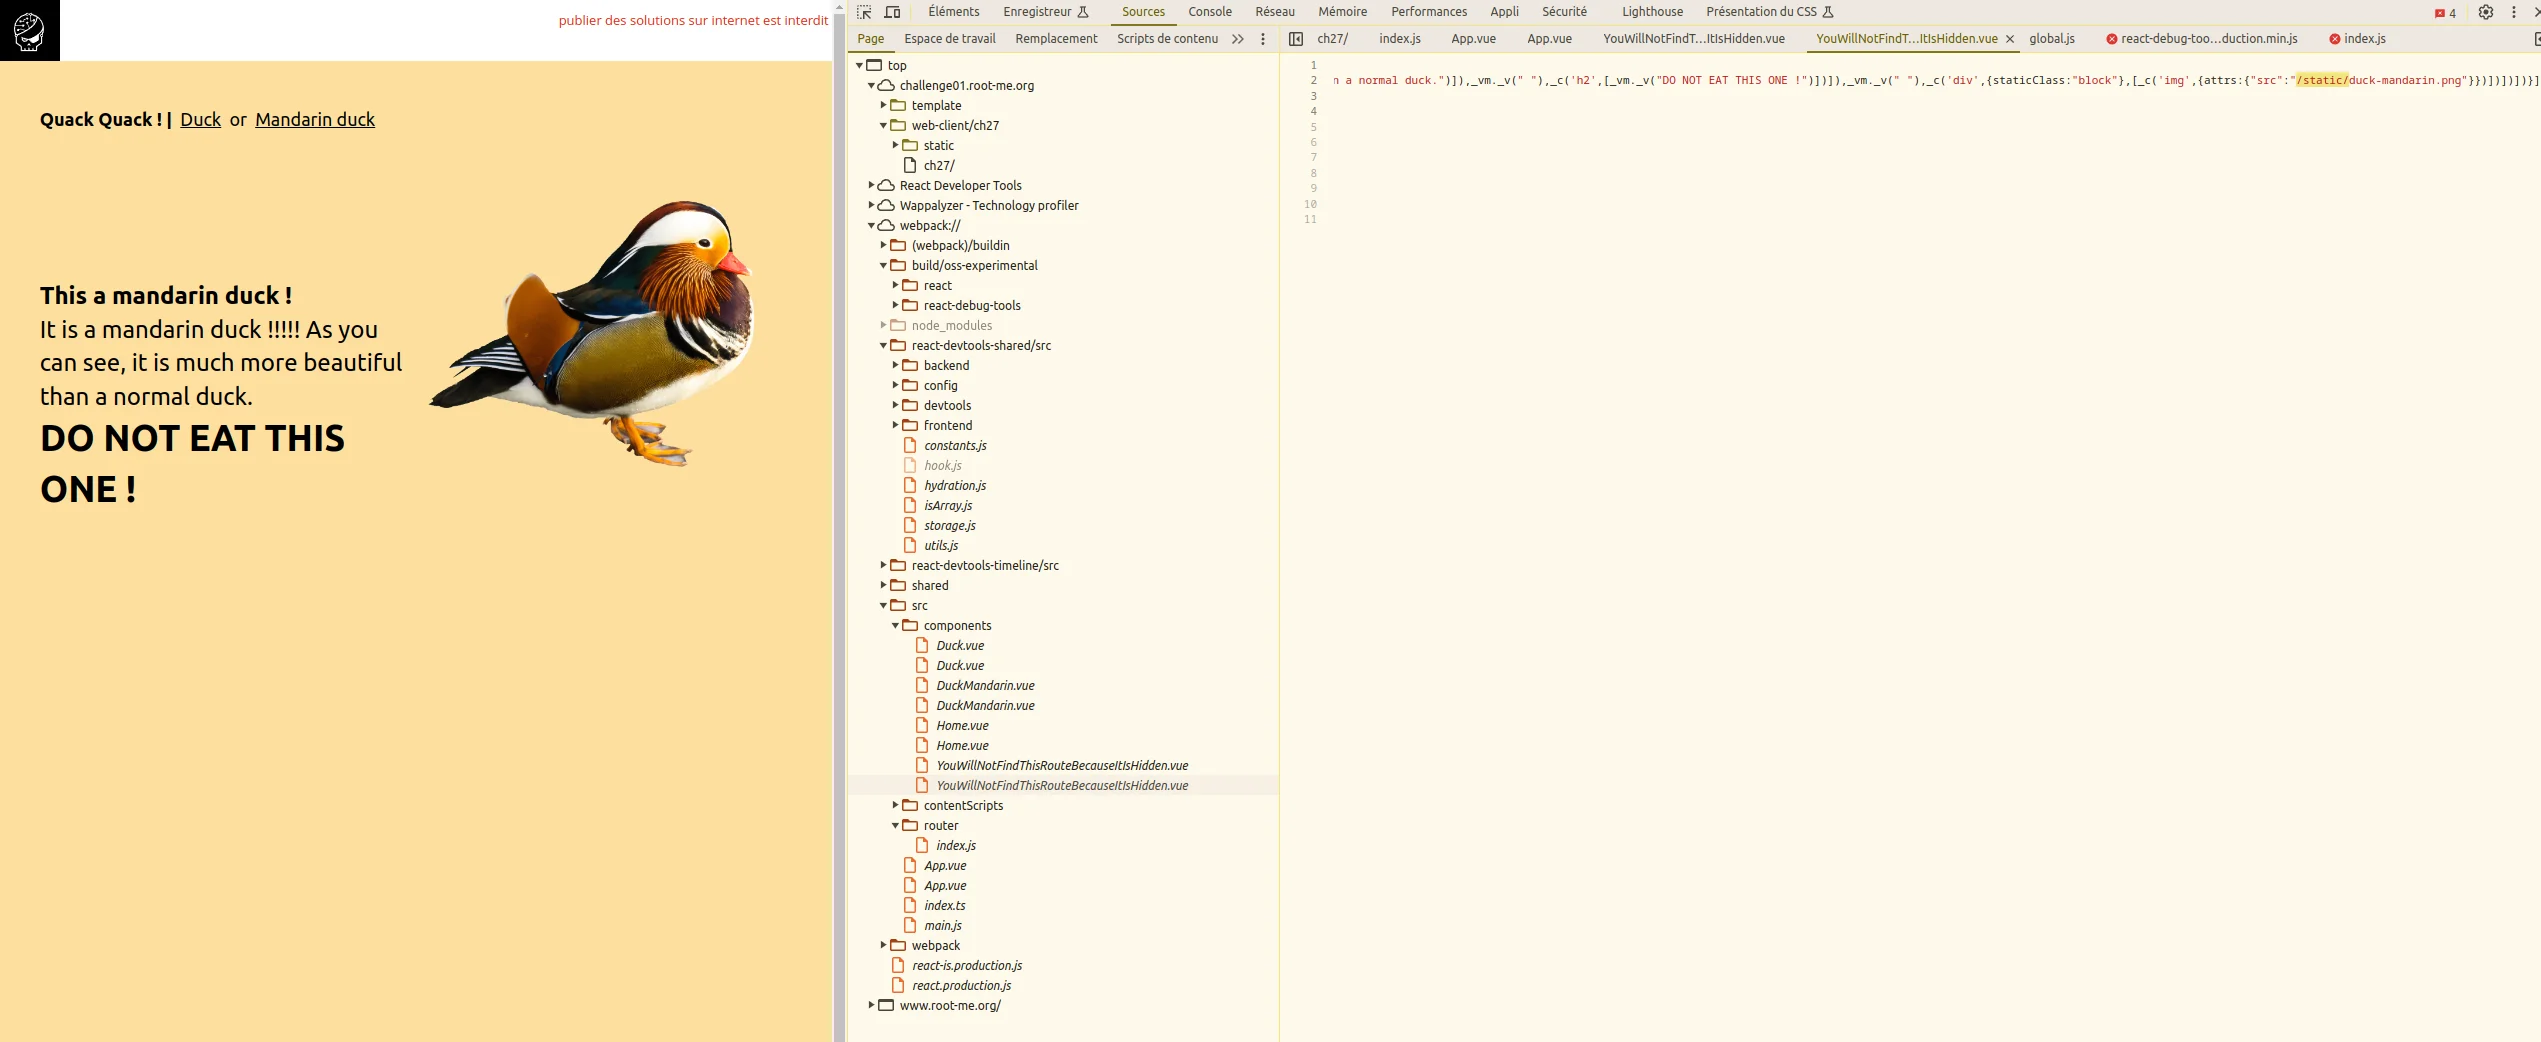 publier des solutions sur internet est interdit
Quack Quack ! | Duck or Mandarin duck
This a mandarin duck !
It is a mandarin duck !!!!! As you
can see, it is much more beautiful
than a normal duck.
DO NOT EAT THIS
ONE !
Éléments Enregistreur Sources Console Réseau Mémoire Performances Appli Sécurité Lighthouse Présentation du CSS 4
Page Espace de travail Remplacement Scripts de contenu
ch27/ index.js App.vue App.vue YouWillNotFindT…ItIsHidden.vue YouWillNotFindT…ItIsHidden.vue global.js react-debug-too…duction.min.js index.js
top
challenge01.root-me.org
template
web-client/ch27
static
ch27/
React Developer Tools
Wappalyzer - Technology profiler
webpack://
(webpack)/buildin
build/oss-experimental
react
react-debug-tools
node_modules
react-devtools-shared/src
backend
config
devtools
frontend
constants.js
hook.js
hydration.js
isArray.js
storage.js
utils.js
react-devtools-timeline/src
shared
src
components
Duck.vue
Duck.vue
DuckMandarin.vue
DuckMandarin.vue
Home.vue
Home.vue
YouWillNotFindThisRouteBecauseItIsHidden.vue
YouWillNotFindThisRouteBecauseItIsHidden.vue
contentScripts
router
index.js
App.vue
App.vue
index.ts
main.js
webpack
react-is.production.js
react.production.js
www.root-me.org/
1
2 n a normal duck.")]),_vm._v(" "),_c('h2',[_vm._v("DO NOT EAT THIS ONE !")])]),_vm._v(" "),_c('div',{staticClass:"block"},[_c('img',{attrs:{"src":"/static/duck-mandarin.png"}})])])])}]
3
4
5
6
7
8
9
10
11